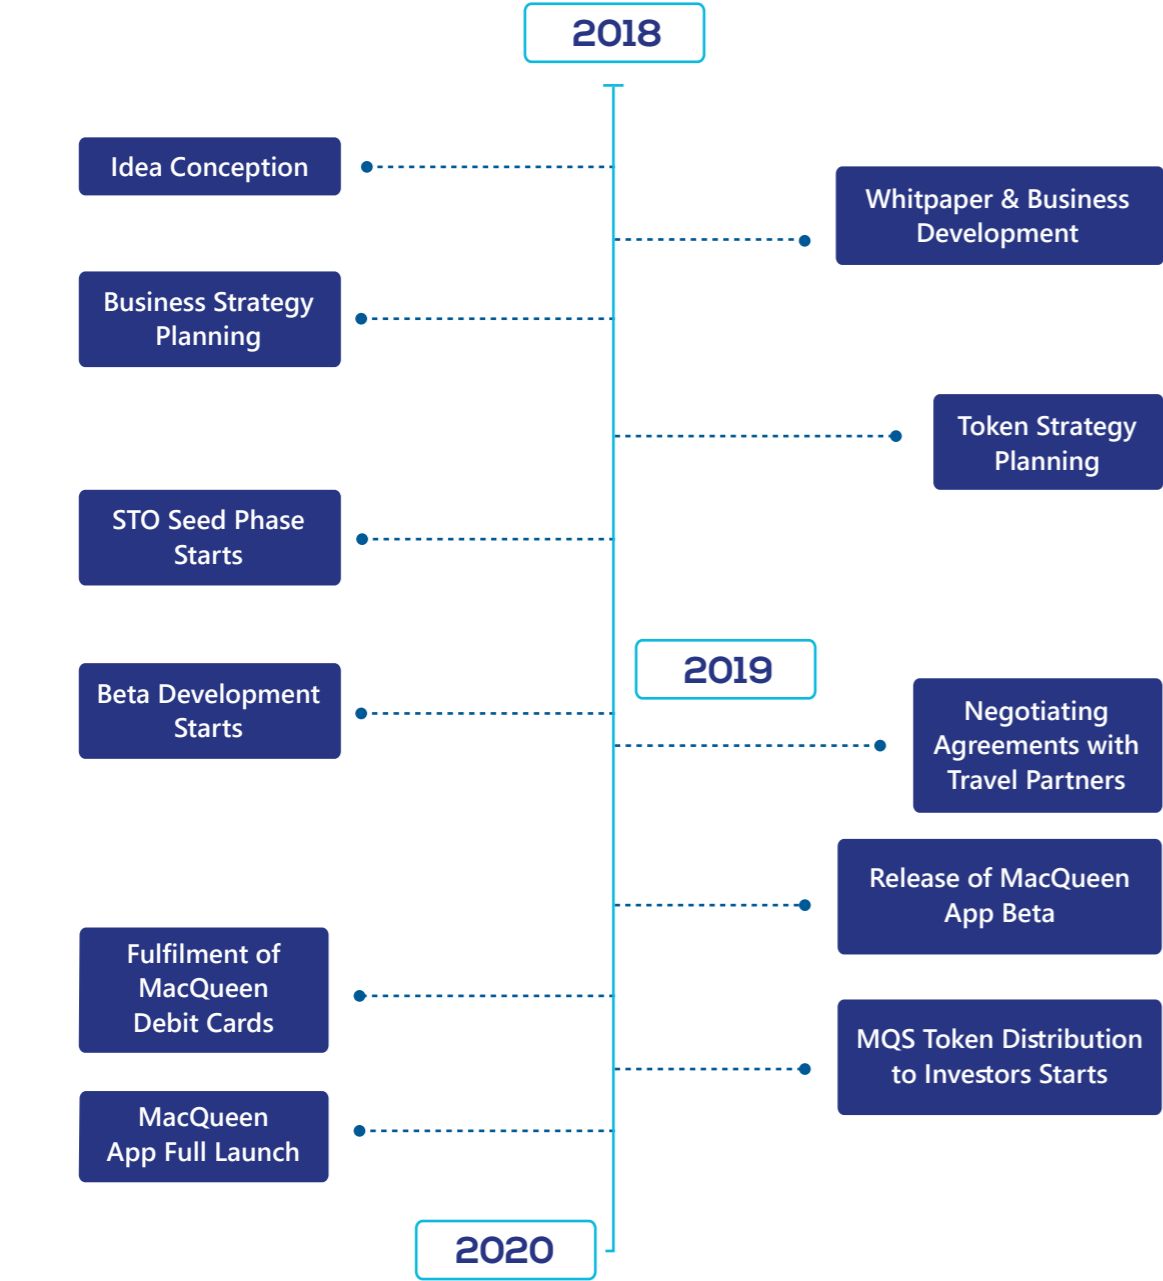 2018
Idea Conception
Whitpaper & Business
Development
Business Strategy
Planning
Token Strategy
Planning
STO Seed Phase
Starts
2019
Beta Development
Starts
Negotiating
Agreements with
Travel Partners
Release of MacQueen
App Beta
Fulfilment of
MacQueen
Debit Cards
MQS Token Distribution
to Investors Starts
MacQueen
App Full Launch
2020